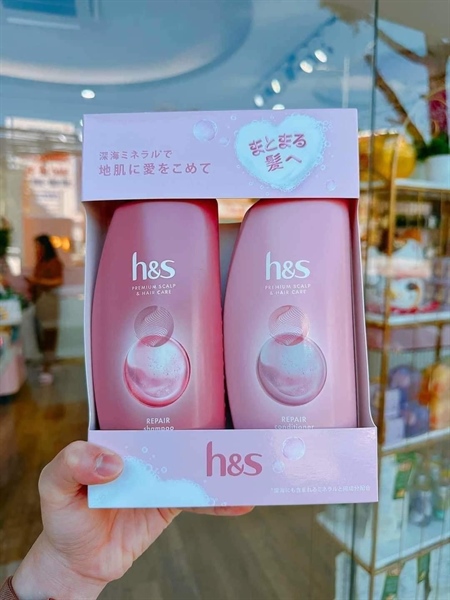 深海ミネラル*で
地肌に愛をこめて
まとまる
髪へ
h&s
PREMIUM SCALP
& HAIR CARE
REPAIR
shampoo
h&s
PREMIUM SCALP
& HAIR CARE
REPAIR
conditioner
h&s